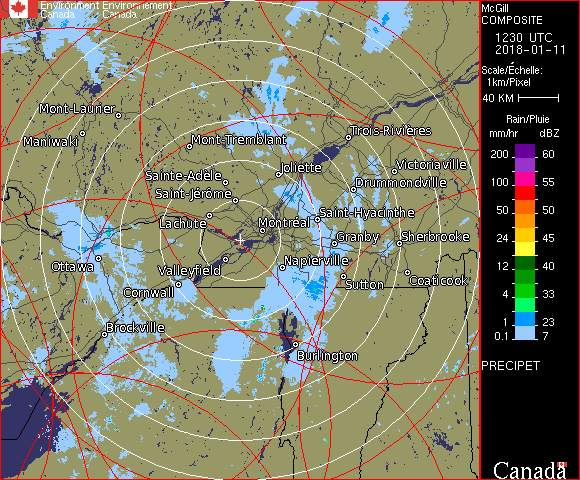 Environment Environnement
Canada Canada
McGill
COMPOSITE
1230 UTC
2018-01-11
Scale/Échelle:
1km/Pixel
40 KM
Rain/Pluie
mm/hr dBZ
200 60
150 57
100 55
50 50
24 45
12 40
4 33
1 23
0.1 7
PRECIPET
Canada
Mont-Laurier
Maniwaki
Mont-Tremblant
Trois-Rivières
Joliette
Victoriaville
Sainte-Adèle
Drummondville
Saint-Jérôme
Lachute
Saint-Hyacinthe
Montréal
Granby
Sherbrooke
Ottawa
Valleyfield
Napierville
Cornwall
Sutton
Coaticook
Brockville
Burlington